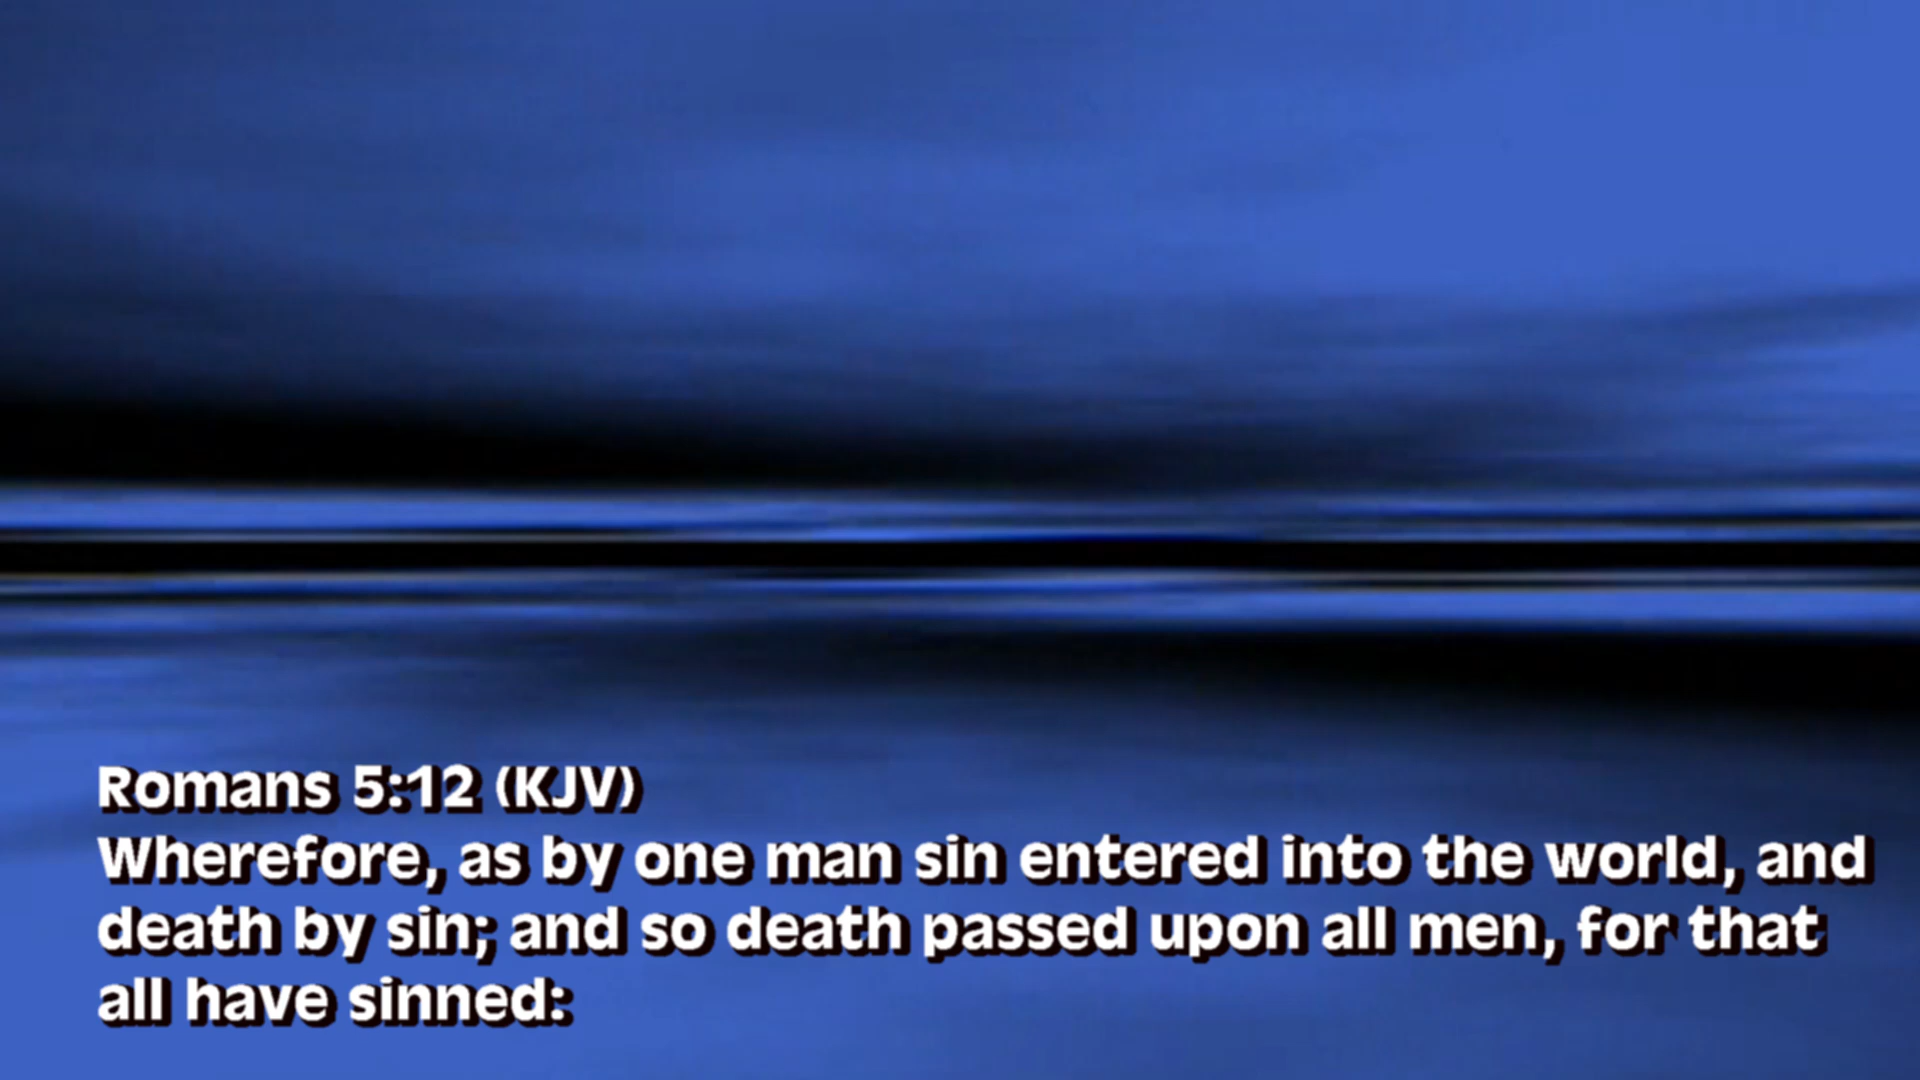 Romans 5:12 (KJV)
Wherefore, as by one man sin entered into the world, and
death by sin; and so death passed upon all men, for that
all have sinned: